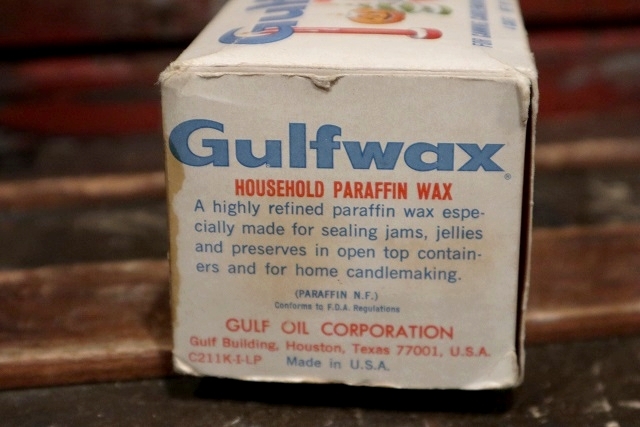 Gulfwax®
HOUSEHOLD PARAFFIN WAX
A highly refined paraffin wax espe-
cially made for sealing jams, jellies
and preserves in open top contain-
ers and for home candlemaking.
(PARAFFIN N.F.)
Conforms to F.D.A. Regulations
GULF OIL CORPORATION
Gulf Building, Houston, Texas 77001, U.S.A.
C211K-I-LP Made in U.S.A.